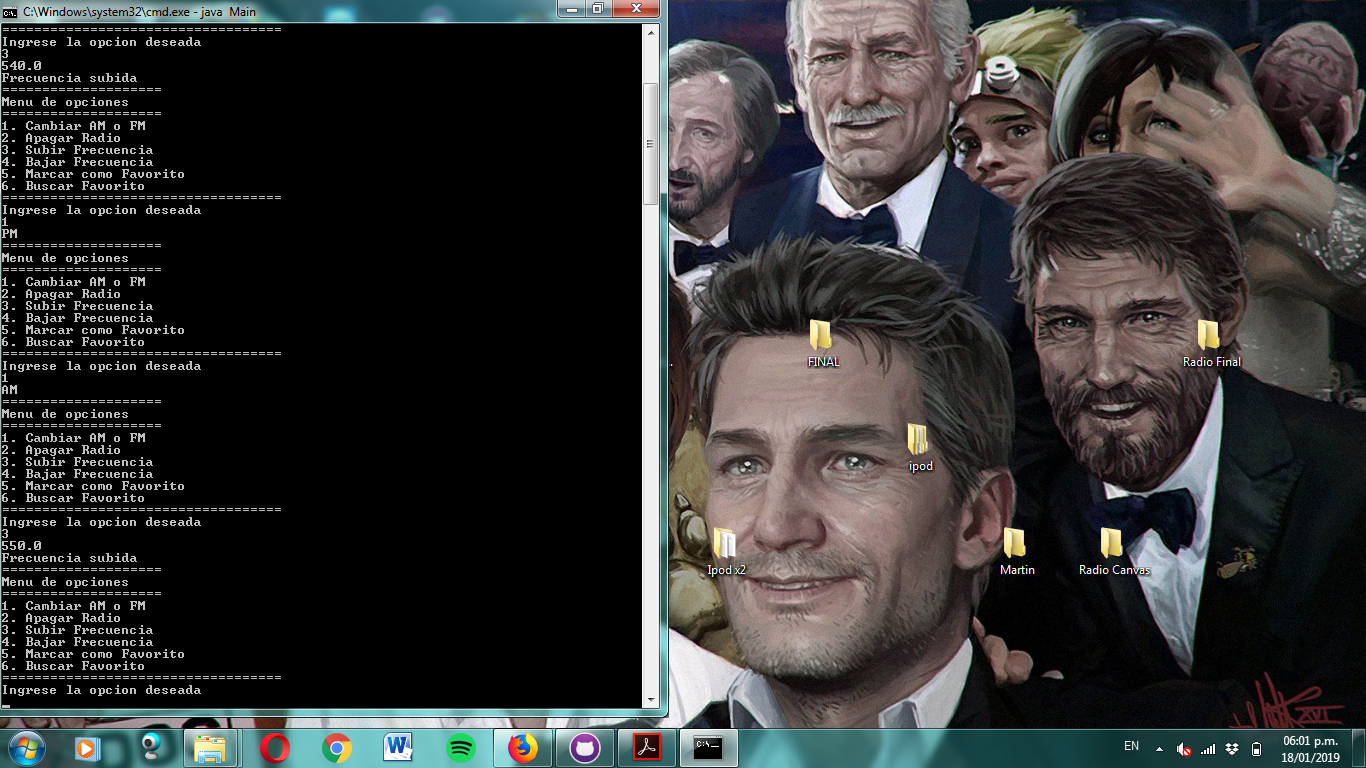 C:\Windows\system32\cmd.exe - java Main
===================================
Ingrese la opcion deseada
3
540.0
Frecuencia subida
====================
Menu de opciones
====================
1. Cambiar AM o FM
2. Apagar Radio
3. Subir Frecuencia
4. Bajar Frecuencia
5. Marcar como Favorito
6. Buscar Favorito
===================================
Ingrese la opcion deseada
1
PM
====================
Menu de opciones
====================
1. Cambiar AM o FM
2. Apagar Radio
3. Subir Frecuencia
4. Bajar Frecuencia
5. Marcar como Favorito
6. Buscar Favorito
===================================
Ingrese la opcion deseada
1
AM
====================
Menu de opciones
====================
1. Cambiar AM o FM
2. Apagar Radio
3. Subir Frecuencia
4. Bajar Frecuencia
5. Marcar como Favorito
6. Buscar Favorito
===================================
Ingrese la opcion deseada
3
550.0
Frecuencia subida
====================
Menu de opciones
====================
1. Cambiar AM o FM
2. Apagar Radio
3. Subir Frecuencia
4. Bajar Frecuencia
5. Marcar como Favorito
6. Buscar Favorito
===================================
Ingrese la opcion deseada
FINAL
Radio Final
ipod
Ipod x2
Martin
Radio Canvas
EN
06:01 p.m.
18/01/2019